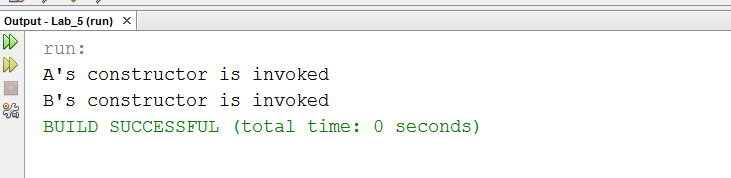 Output - Lab_5 (run) ×
run:
A's constructor is invoked
B's constructor is invoked
BUILD SUCCESSFUL (total time: 0 seconds)